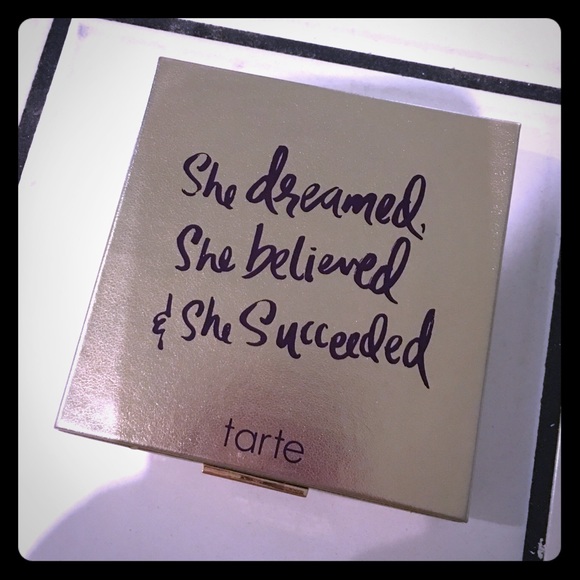 She dreamed,
She believed
& She Succeeded
tarte